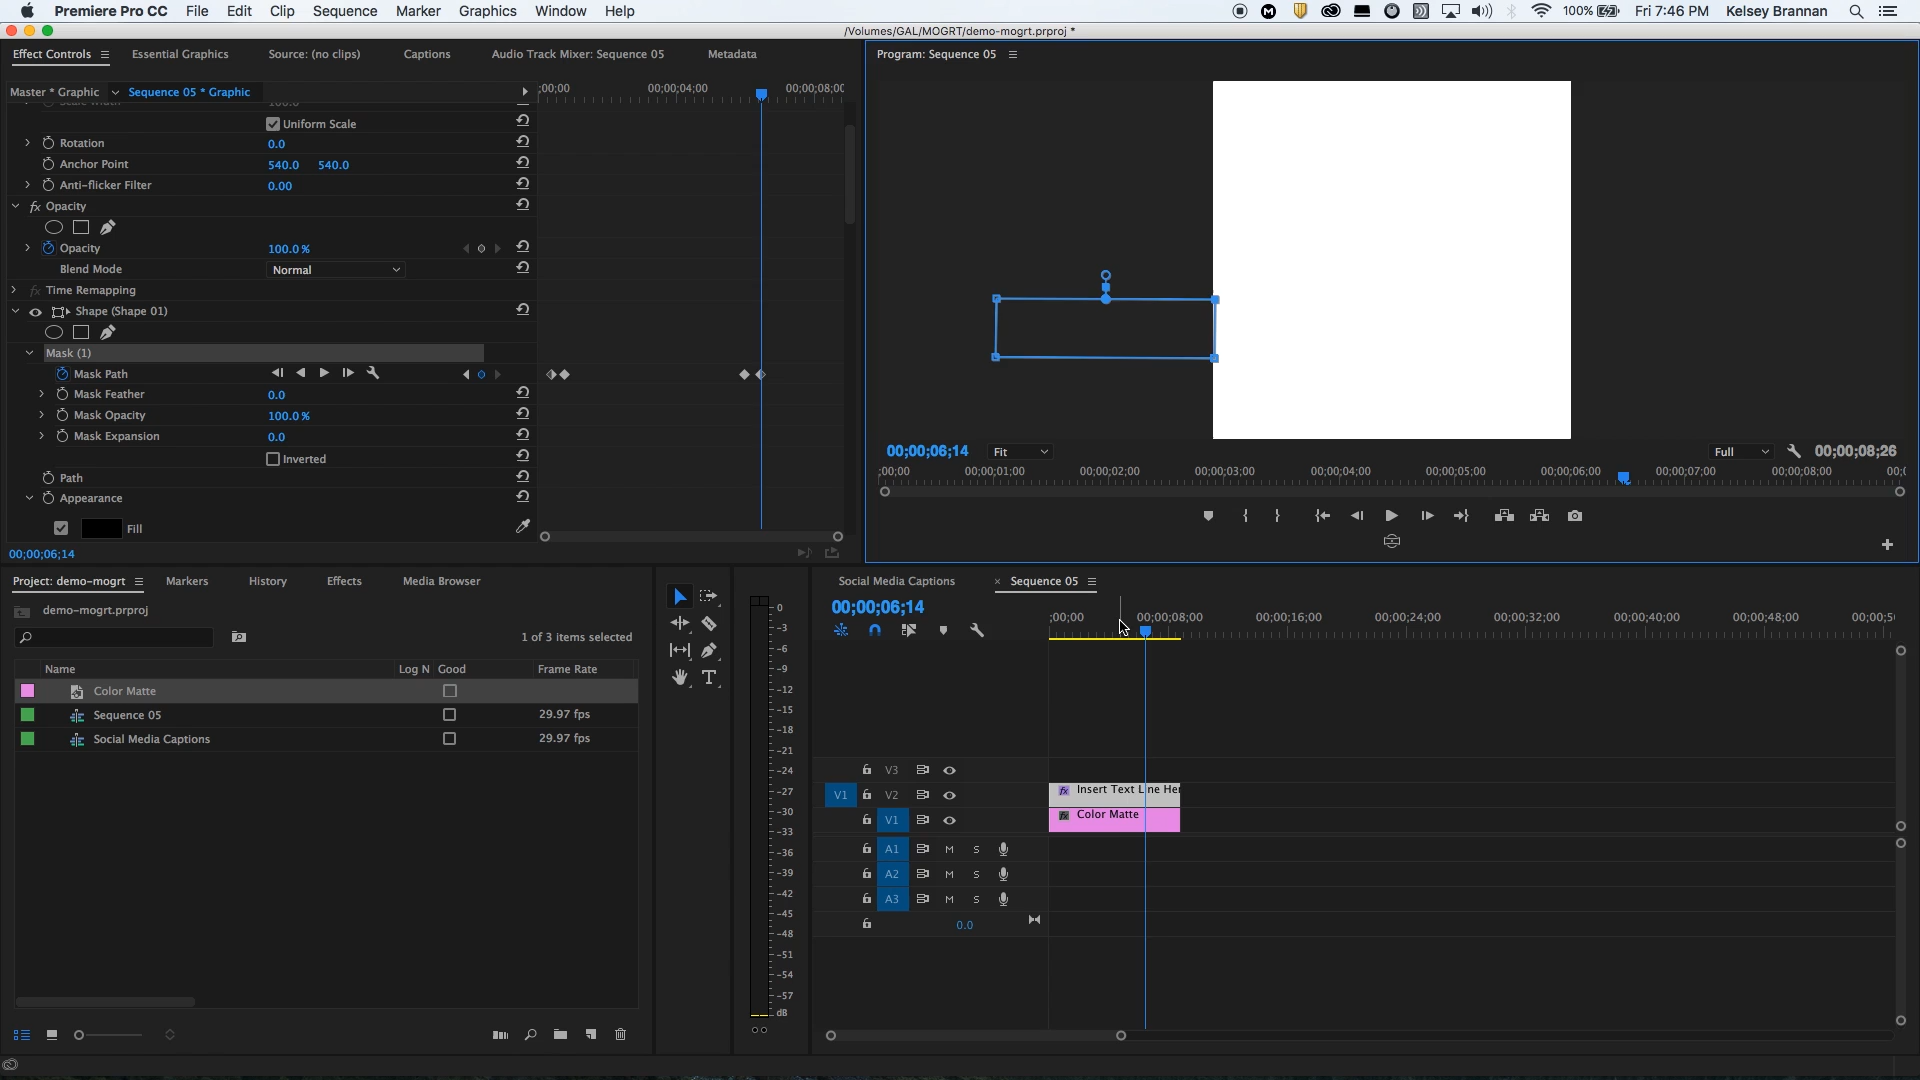 Premiere Pro CC File Edit Clip Sequence Marker Graphics Window Help 100% Fri 7:46 PM Kelsey Brannan
/Volumes/GAL/MOGRT/demo-mogrt.prproj *
Effect Controls Essential Graphics Source: (no clips) Captions Audio Track Mixer: Sequence 05 Metadata
Program: Sequence 05
Master * Graphic Sequence 05 * Graphic
;00;00 00;00;04;00 00;00;08;00
Uniform Scale
Rotation 0.0
Anchor Point 540.0 540.0
Anti-flicker Filter 0.00
fx Opacity
Opacity 100.0 %
Blend Mode Normal
fx Time Remapping
Shape (Shape 01)
Mask (1)
Mask Path
Mask Feather 0.0
Mask Opacity 100.0 %
Mask Expansion 0.0
Inverted
Path
Appearance
Fill
00;00;06;14
00;00;06;14 Fit Full 00;00;08;26
;00;00 00;00;01;00 00;00;02;00 00;00;03;00 00;00;04;00 00;00;05;00 00;00;06;00 00;00;07;00 00;00;08;00 00;0
Project: demo-mogrt Markers History Effects Media Browser
demo-mogrt.prproj
1 of 3 items selected
Name Log N Good Frame Rate
Color Matte
Sequence 05 29.97 fps
Social Media Captions 29.97 fps
T
0
-3
-6
-9
-12
-15
-18
-21
-24
-27
-30
-33
-36
-39
-42
-45
-48
-51
-54
-57
dB
Social Media Captions × Sequence 05
00;00;06;14
;00;00 00;00;08;00 00;00;16;00 00;00;24;00 00;00;32;00 00;00;40;00 00;00;48;00 00;00;5
V3
V1 V2 fx Insert Text Line Her
V1 fx Color Matte
A1 M S
A2 M S
A3 M S
0.0